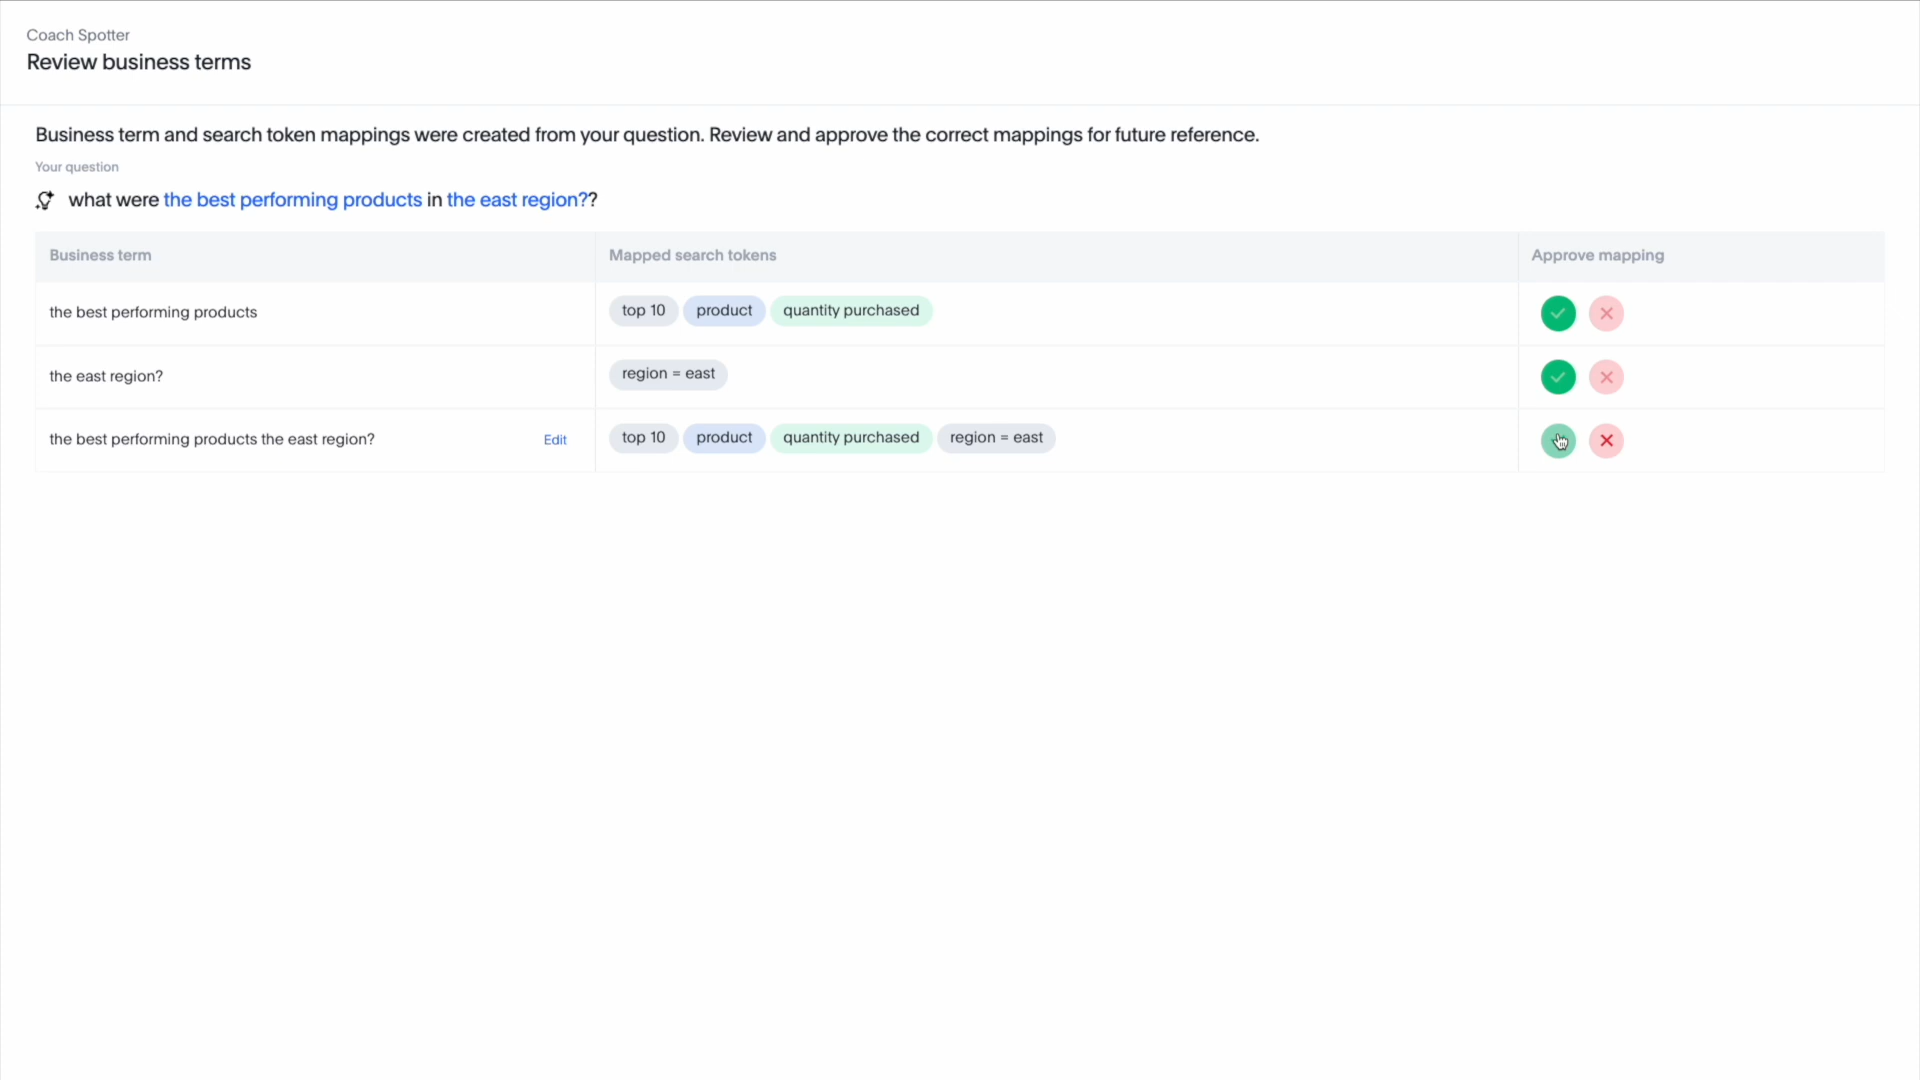 Coach Spotter
Review business terms
Business term and search token mappings were created from your question. Review and approve the correct mappings for future reference.
Your question
what were the best performing products in the east region??
Business term Mapped search tokens Approve mapping
the best performing products top 10 product quantity purchased
the east region? region = east
the best performing products the east region? Edit top 10 product quantity purchased region = east